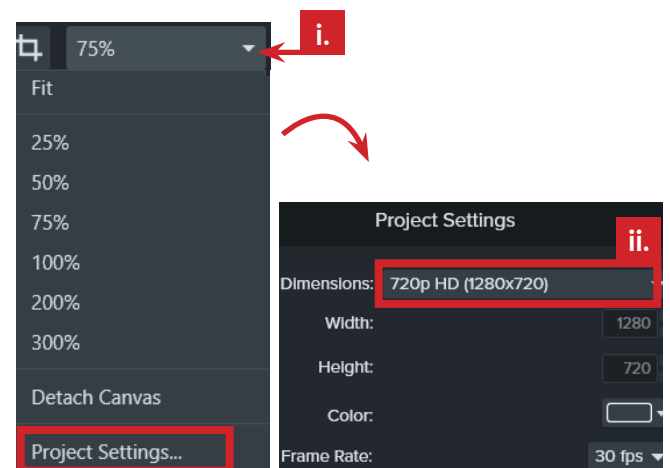 75%
i.
Fit
25%
50%
75%
100%
200%
300%
Detach Canvas
Project Settings...
Project Settings
ii.
Dimensions: 720p HD (1280x720)
Width: 1280
Height: 720
Color:
Frame Rate: 30 fps